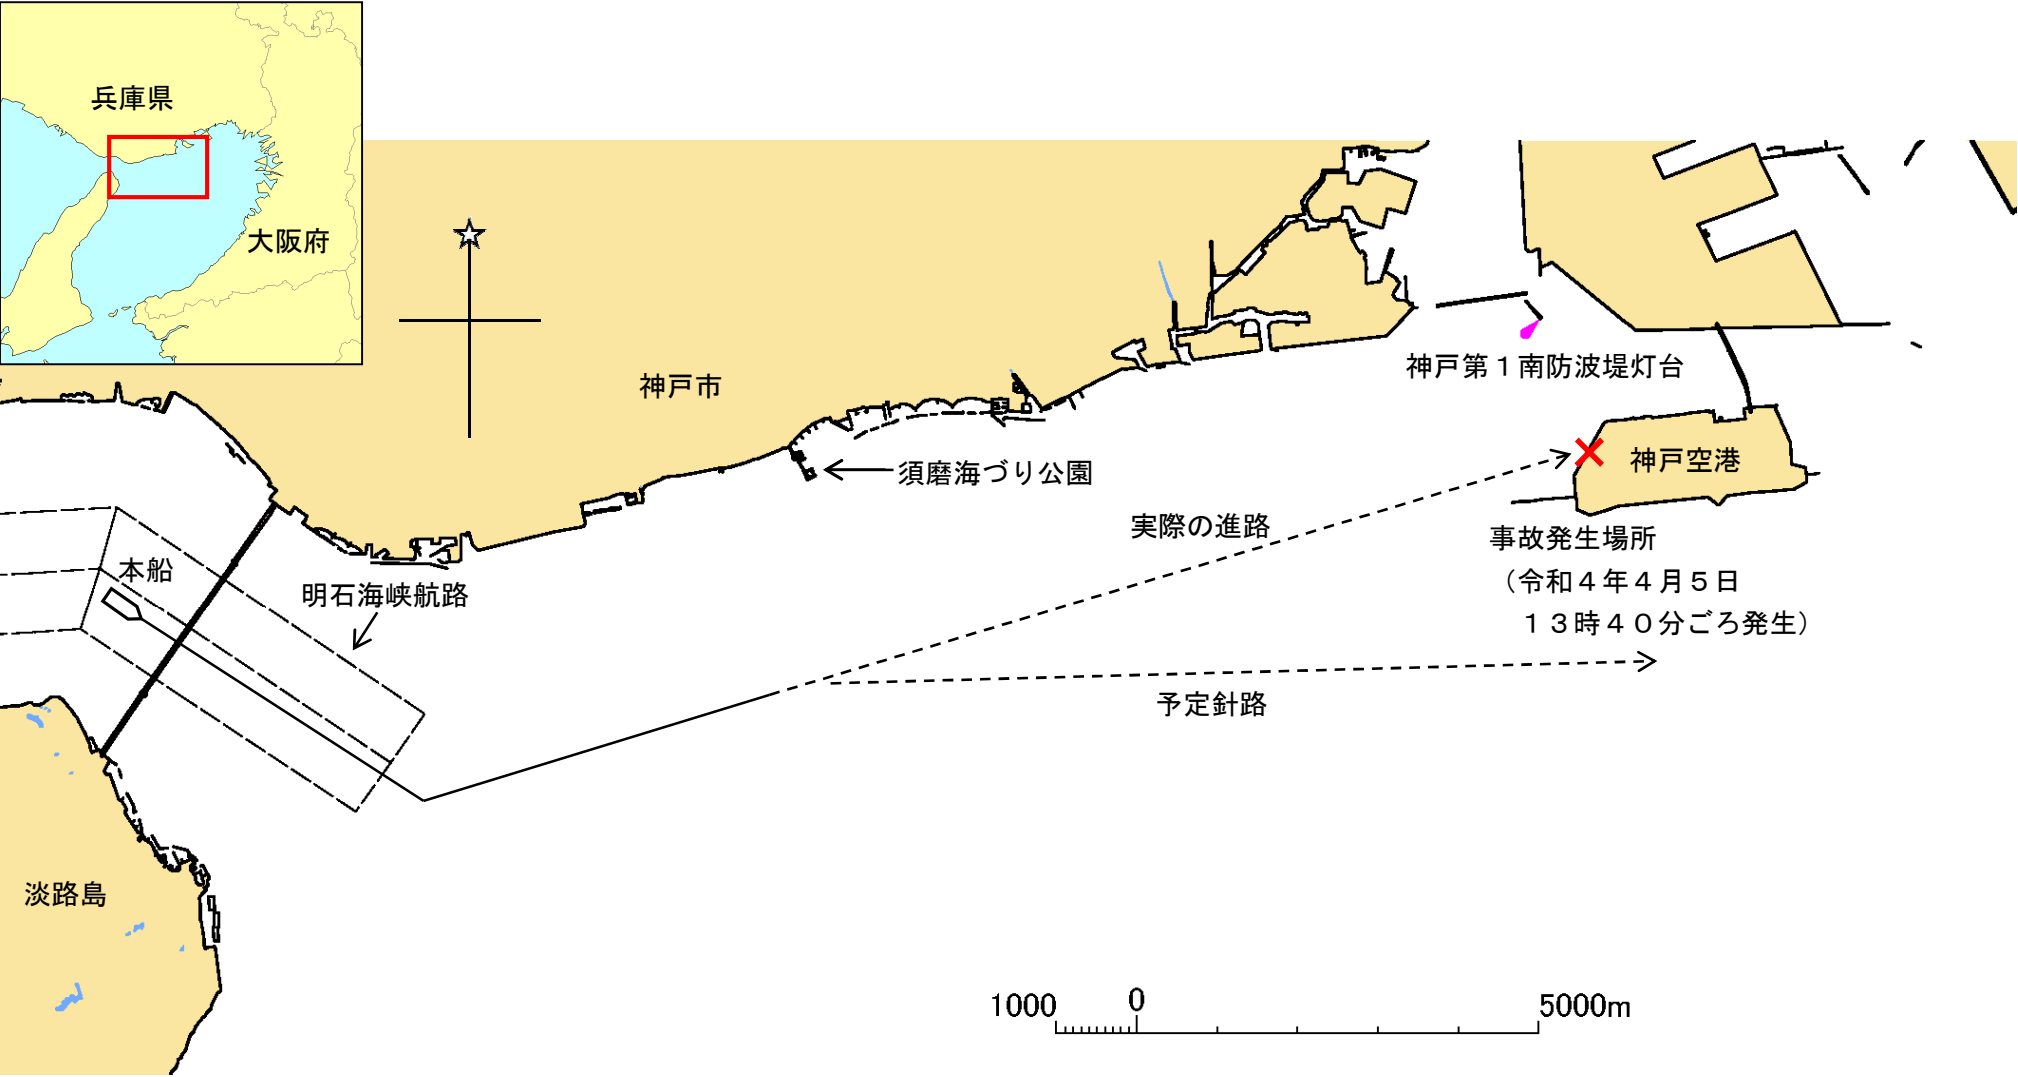 兵庫県
大阪府
神戸市
神戸第１南防波堤灯台
須磨海づり公園
神戸空港
実際の進路
事故発生場所
（令和４年４月５日
１３時４０分ごろ発生）
本船
明石海峡航路
予定針路
淡路島
1000 0 5000m